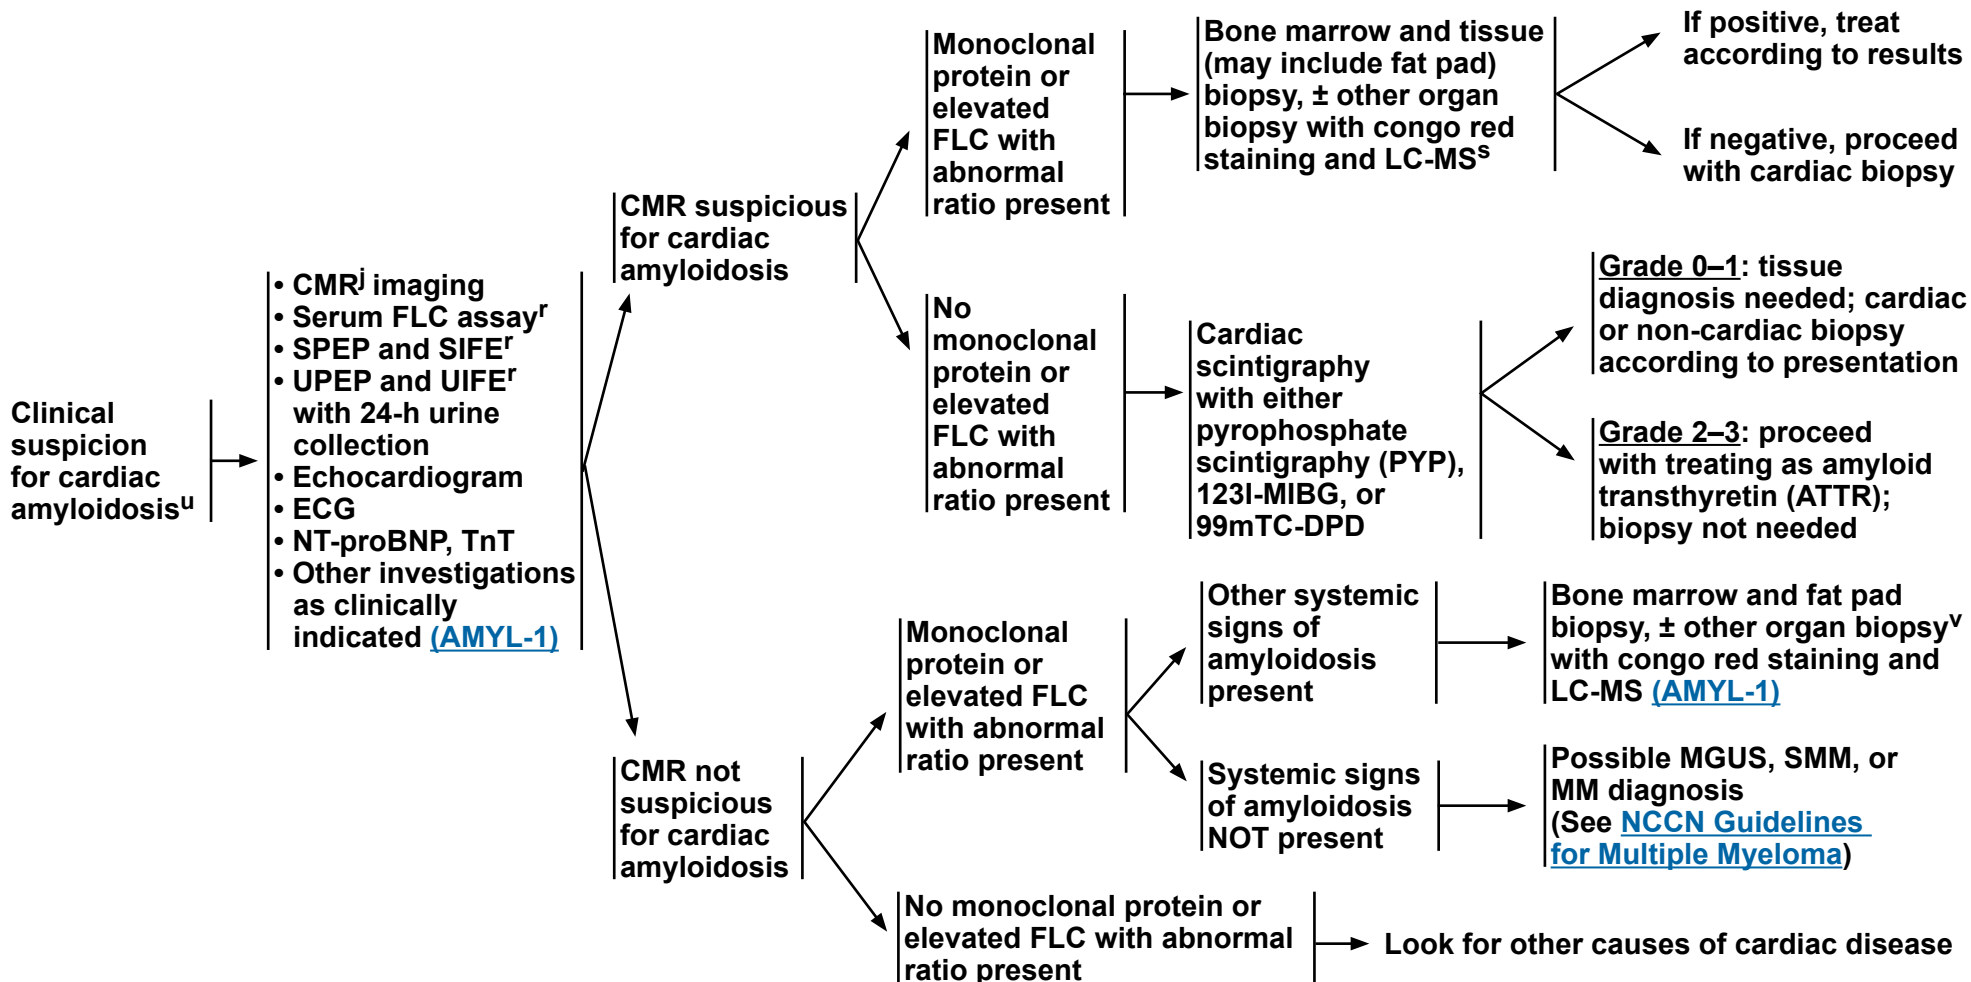 Clinical
suspicion
for cardiac
amyloidosisᵘ
• CMRʲ imaging
• Serum FLC assayʳ
• SPEP and SIFEʳ
• UPEP and UIFEʳ
with 24-h urine
collection
• Echocardiogram
• ECG
• NT-proBNP, TnT
• Other investigations
as clinically
indicated (AMYL-1)
CMR suspicious
for cardiac
amyloidosis
Monoclonal
protein or
elevated
FLC with
abnormal
ratio present
Bone marrow and tissue
(may include fat pad)
biopsy, ± other organ
biopsy with congo red
staining and LC-MSˢ
If positive, treat
according to results
If negative, proceed
with cardiac biopsy
No
monoclonal
protein or
elevated
FLC with
abnormal
ratio present
Cardiac
scintigraphy
with either
pyrophosphate
scintigraphy (PYP),
123I-MIBG, or
99mTC-DPD
Grade 0–1: tissue
diagnosis needed; cardiac
or non-cardiac biopsy
according to presentation
Grade 2–3: proceed
with treating as amyloid
transthyretin (ATTR);
biopsy not needed
CMR not
suspicious
for cardiac
amyloidosis
Monoclonal
protein or
elevated FLC
with abnormal
ratio present
Other systemic
signs of
amyloidosis
present
Bone marrow and fat pad
biopsy, ± other organ biopsyᵛ
with congo red staining and
LC-MS (AMYL-1)
Systemic signs
of amyloidosis
NOT present
Possible MGUS, SMM, or
MM diagnosis
(See NCCN Guidelines
for Multiple Myeloma)
No monoclonal protein or
elevated FLC with abnormal
ratio present
Look for other causes of cardiac disease